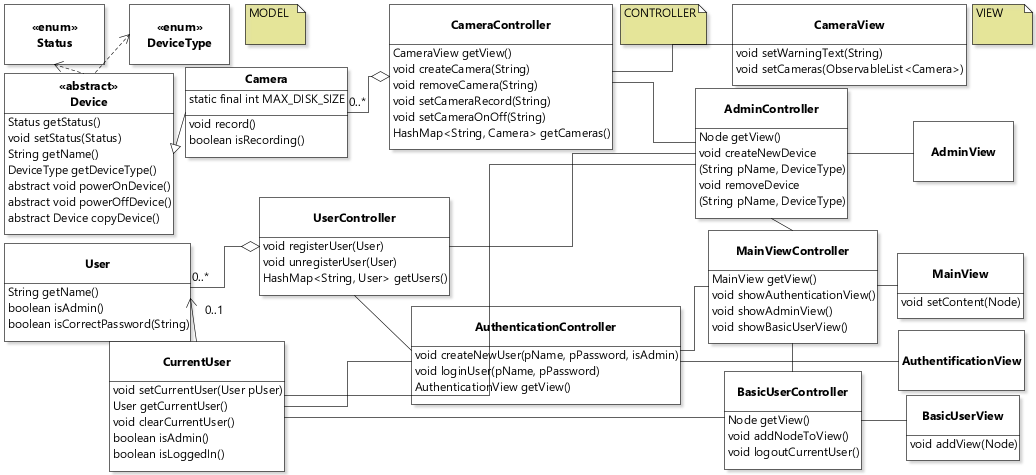 «enum»
Status
«enum»
DeviceType
MODEL
CameraController
CameraView getView()
void createCamera(String)
void removeCamera(String)
void setCameraRecord(String)
void setCameraOnOff(String)
HashMap<String, Camera> getCameras()
CONTROLLER
CameraView
void setWarningText(String)
void setCameras(ObservableList<Camera>)
VIEW
«abstract»
Device
Status getStatus()
void setStatus(Status)
String getName()
DeviceType getDeviceType()
abstract void powerOnDevice()
abstract void powerOffDevice()
abstract Device copyDevice()
Camera
static final int MAX_DISK_SIZE
void record()
boolean isRecording()
0..*
AdminController
Node getView()
void createNewDevice
(String pName, DeviceType)
void removeDevice
(String pName, DeviceType)
AdminView
UserController
void registerUser(User)
void unregisterUser(User)
HashMap<String, User> getUsers()
User
String getName()
boolean isAdmin()
boolean isCorrectPassword(String)
0..*
0..1
MainViewController
MainView getView()
void showAuthenticationView()
void showAdminView()
void showBasicUserView()
MainView
void setContent(Node)
AuthenticationController
void createNewUser(pName, pPassword, isAdmin)
void loginUser(pName, pPassword)
AuthenticationView getView()
AuthentificationView
CurrentUser
void setCurrentUser(User pUser)
User getCurrentUser()
void clearCurrentUser()
boolean isAdmin()
boolean isLoggedIn()
BasicUserController
Node getView()
void addNodeToView()
void logoutCurrentUser()
BasicUserView
void addView(Node)